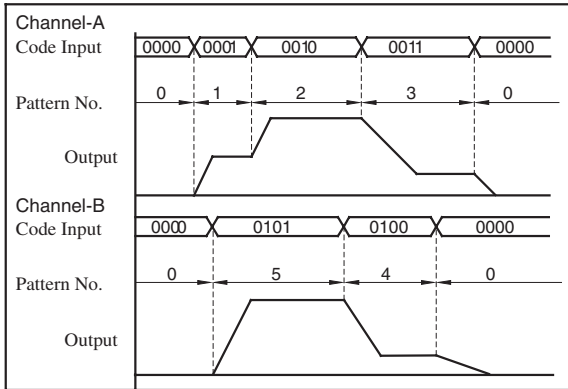 Channel-A
Code Input 0000 0001 0010 0011 0000
Pattern No. 0 1 2 3 0
Output
Channel-B
Code Input 0000 0101 0100 0000
Pattern No. 0 5 4 0
Output